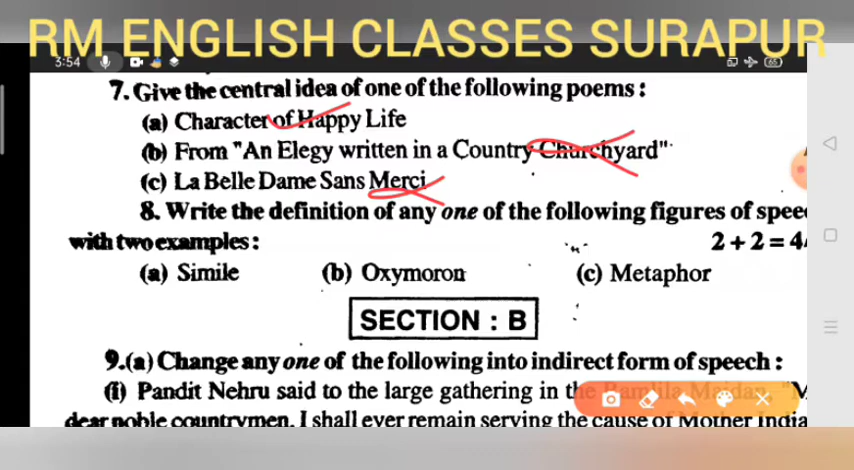 RM ENGLISH CLASSES SURAPUR
3:54
65
7. Give the central idea of one of the following poems :
(a) Character of Happy Life
(b) From "An Elegy written in a Country Churchyard"
(c) La Belle Dame Sans Merci
8. Write the definition of any one of the following figures of spee
with two examples : 2 + 2 = 4
(a) Simile (b) Oxymoron (c) Metaphor
SECTION : B
9.(a) Change any one of the following into indirect form of speech :
(i) Pandit Nehru said to the large gathering in the Ramlila Maidan, "M
dear noble countrymen, I shall ever remain serving the cause of Mother India